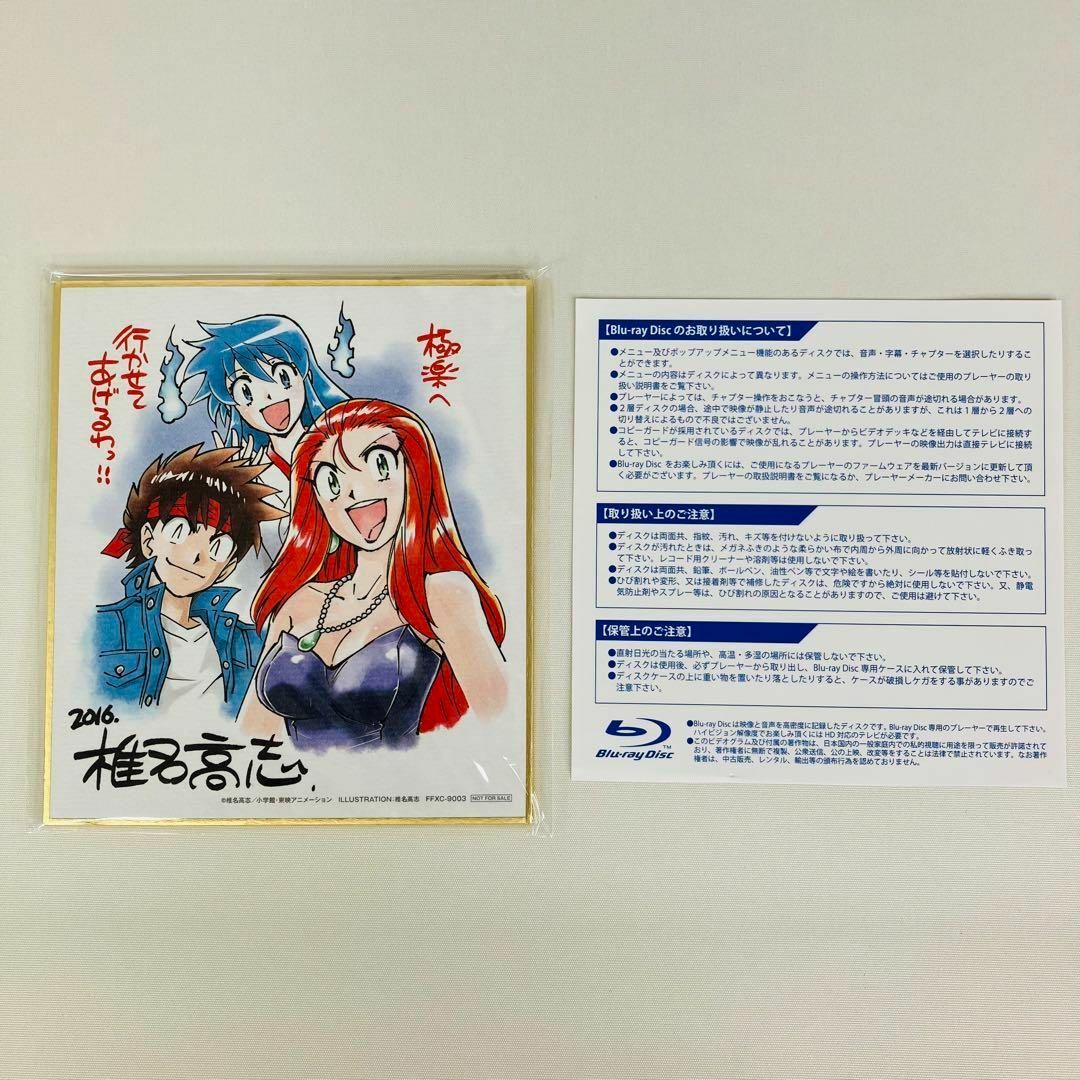 極楽へ
行かせて
あげるわっ!!
2016.
椎名高志
©椎名高志/小学館・東映アニメーション ILLUSTRATION:椎名高志 FFXC-9003 NOT FOR SALE
【Blu-ray Disc のお取り扱いについて】
●メニュー及びポップアップメニュー機能のあるディスクでは、音声・字幕・チャプターを選択したりするこ
とができます。
●メニューの内容はディスクによって異なります。メニューの操作方法についてはご使用のプレーヤーの取り
扱い説明書をご覧下さい。
●プレーヤーによっては、チャプター操作をおこなうと、チャプター冒頭の音声が途切れる場合があります。
●2層ディスクの場合、途中で映像が静止したり音声が途切れることがありますが、これは1層から2層への
切り替えによるもので不良ではございません。
●コピーガードが採用されているディスクでは、プレーヤーからビデオデッキなどを経由してテレビに接続す
ると、コピーガード信号の影響で映像が乱れることがあります。プレーヤーの映像出力は直接テレビに接続
して下さい。
●Blu-ray Disc をお楽しみ頂くには、ご使用になるプレーヤーのファームウェアを最新バージョンに更新して頂
く必要がございます。プレーヤーの取扱説明書をご覧になるか、プレーヤーメーカーにお問い合わせ下さい。
【取り扱い上のご注意】
●ディスクは両面共、指紋、汚れ、キズ等を付けないように取り扱って下さい。
●ディスクが汚れたときは、メガネふきのような柔らかい布で内周から外周に向かって放射状に軽くふき取っ
て下さい。レコード用クリーナーや溶剤等は使用しないで下さい。
●ディスクは両面共、鉛筆、ボールペン、油性ペン等で文字や絵を書いたり、シール等を貼付しないで下さい。
●ひび割れや変形、又は接着剤等で補修したディスクは、危険ですから絶対に使用しないで下さい。又、静電
気防止剤やスプレー等は、ひび割れの原因となることがありますので、ご使用は避けて下さい。
【保管上のご注意】
●直射日光の当たる場所や、高温・多湿の場所には保管しないで下さい。
●ディスクは使用後、必ずプレーヤーから取り出し、Blu-ray Disc 専用ケースに入れて保管して下さい。
●ディスクケースの上に重い物を置いたり落としたりすると、ケースが破損しケガをする事がありますのでご
注意下さい。
Blu-ray Disc TM
●Blu-ray Discは映像と音声を高密度に記録したディスクです。Blu-ray Disc 専用のプレーヤーで再生して下さい。
ハイビジョン解像度でお楽しみ頂くには HD 対応のテレビが必要です。
●このビデオグラム及び付属の著作物は、日本国内の一般家庭内での私的視聴に用途を限って販売が許諾されて
おり、著作権者に無断で複製、公衆送信、公の上映、改変等をすることは法律で禁止されています。なお著作
権者は、中古販売、レンタル、輸出等の頒布行為を認めておりません。